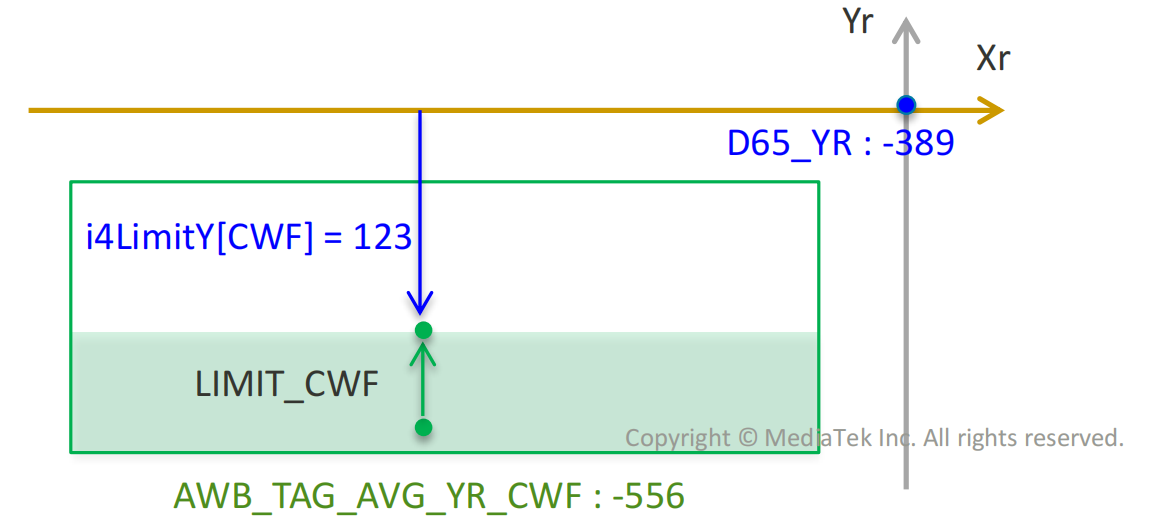 Yr
Xr
D65_YR : -389
i4LimitY[CWF] = 123
LIMIT_CWF
Copyright © MediaTek Inc. All rights reserved.
AWB_TAG_AVG_YR_CWF : -556